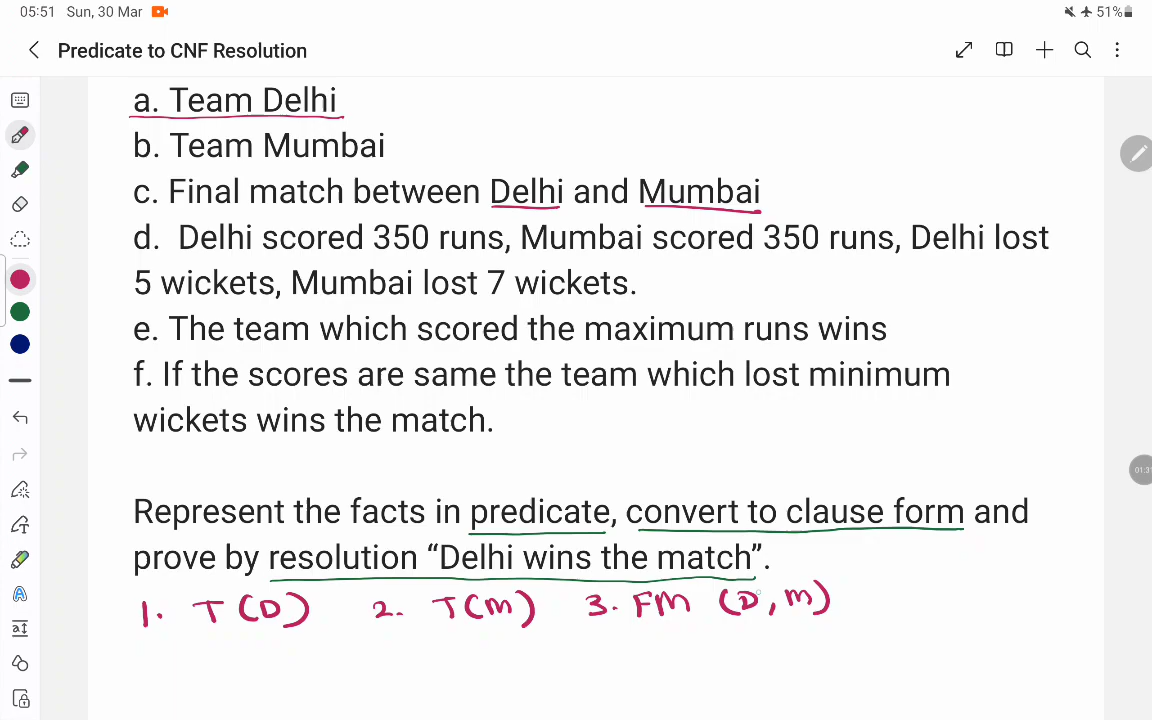 05:51 Sun, 30 Mar 51%
Predicate to CNF Resolution
a. Team Delhi
b. Team Mumbai
c. Final match between Delhi and Mumbai
d. Delhi scored 350 runs, Mumbai scored 350 runs, Delhi lost
5 wickets, Mumbai lost 7 wickets.
e. The team which scored the maximum runs wins
f. If the scores are same the team which lost minimum
wickets wins the match.
Represent the facts in predicate, convert to clause form and
prove by resolution “Delhi wins the match”.
1. T (D) 2. T(M) 3. FM (D, M)